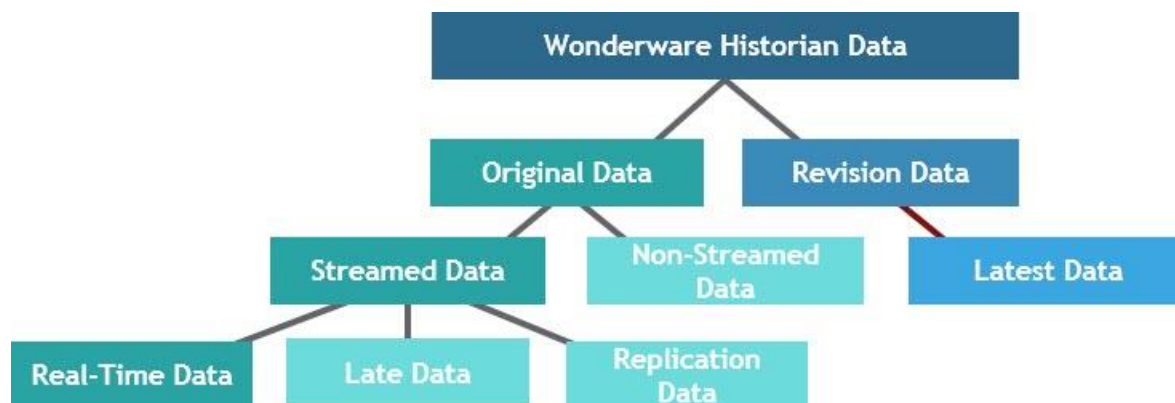 Wonderware Historian Data
Original Data
Revision Data
Streamed Data
Non-Streamed
Data
Latest Data
Real-Time Data
Late Data
Replication
Data